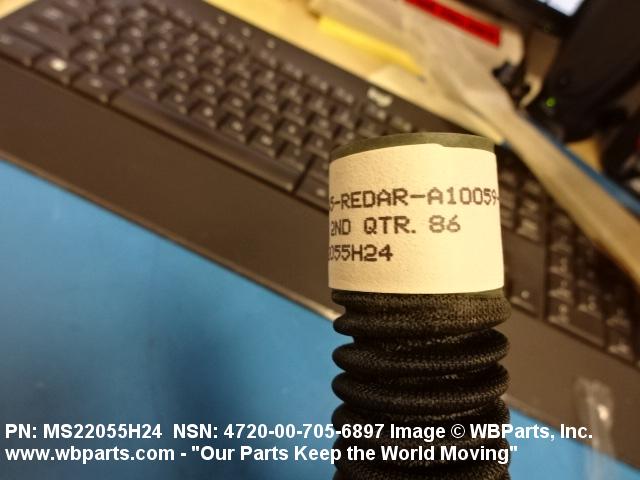 5-REDAR-A10059-
2ND QTR. 86
2055H24
PN: MS22055H24 NSN: 4720-00-705-6897 Image © WBParts, Inc.
www.wbparts.com - "Our Parts Keep the World Moving"